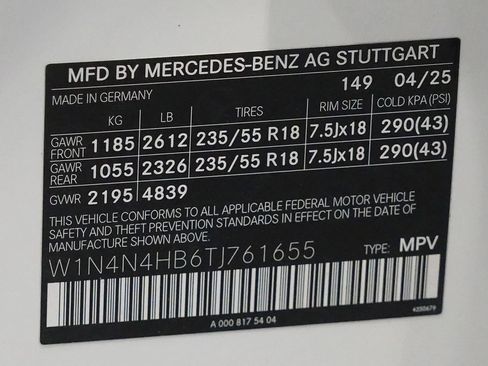 MFD BY MERCEDES-BENZ AG STUTTGART
149 04/25
MADE IN GERMANY
KG LB TIRES RIM SIZE COLD KPA (PSI)
GAWR FRONT 1185 2612 235/55 R18 7.5Jx18 290(43)
GAWR REAR 1055 2326 235/55 R18 7.5Jx18 290(43)
GVWR 2195 4839
THIS VEHICLE CONFORMS TO ALL APPLICABLE FEDERAL MOTOR VEHICLE
SAFETY AND THEFT PREVENTION STANDARDS IN EFFECT ON THE DATE OF
MANUFACTURE SHOWN ABOVE.
W1N4N4HB6TJ761655 TYPE: MPV
A 000 817 54 04